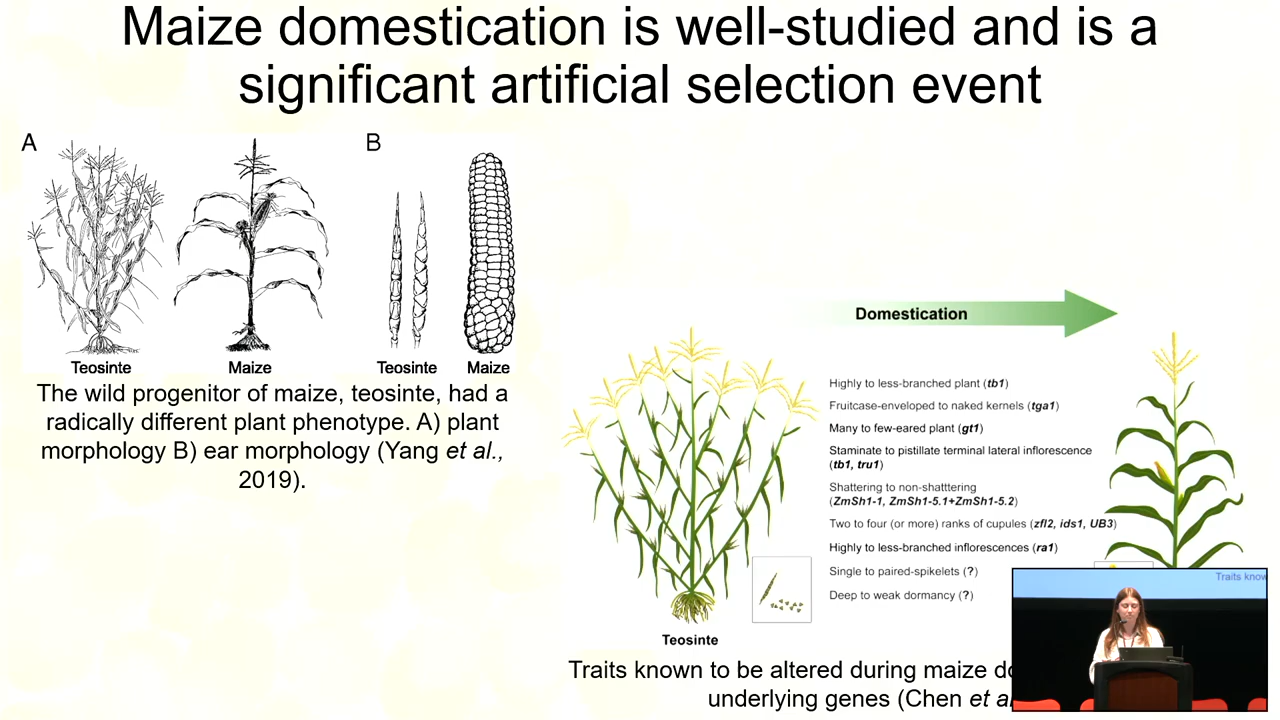 Maize domestication is well-studied and is a
significant artificial selection event
A
B
Teosinte
Maize
Teosinte
Maize
The wild progenitor of maize, teosinte, had a
radically different plant phenotype. A) plant
morphology B) ear morphology (Yang et al.,
2019).
Domestication
Highly to less-branched plant (tb1)
Fruitcase-enveloped to naked kernels (tga1)
Many to few-eared plant (gt1)
Staminate to pistillate terminal lateral inflorescence
(tb1, tru1)
Shattering to non-shatttering
(ZmSh1-1, ZmSh1-5.1+ZmSh1-5.2)
Two to four (or more) ranks of cupules (zfl2, ids1, UB3)
Highly to less-branched inflorescences (ra1)
Single to paired-spikelets (?)
Deep to weak dormancy (?)
Teosinte
Traits known to be altered during maize
underlying genes (Chen et
Traits